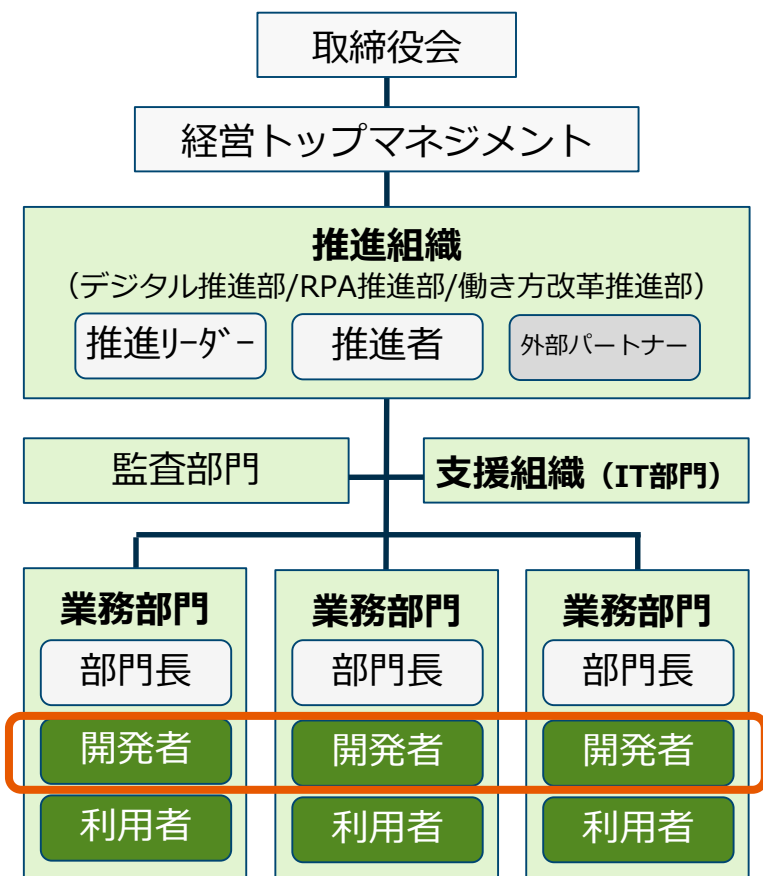 取締役会
経営トップマネジメント
推進組織
（デジタル推進部/RPA推進部/働き方改革推進部）
推進ﾘｰﾀﾞｰ 推進者 外部パートナー
監査部門 支援組織（IT部門）
業務部門 業務部門 業務部門
部門長 部門長 部門長
開発者 開発者 開発者
利用者 利用者 利用者